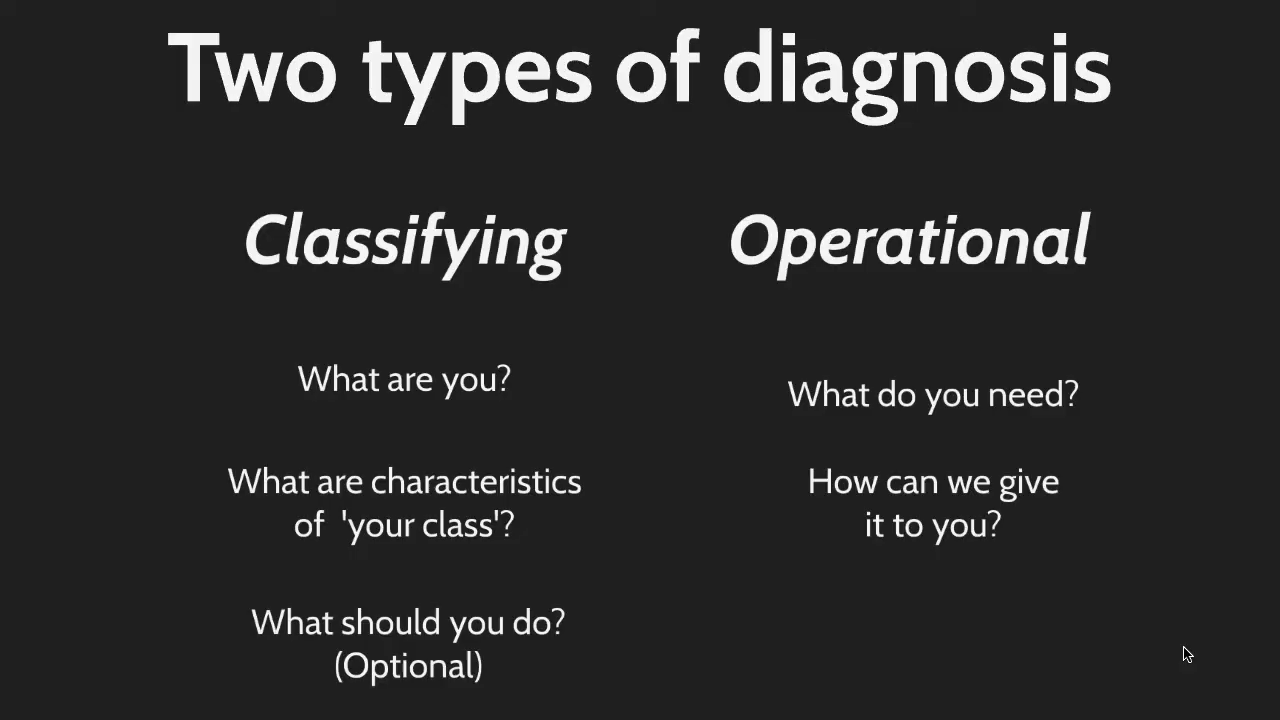 Two types of diagnosis
Classifying
What are you?
What are characteristics
of 'your class'?
What should you do?
(Optional)
Operational
What do you need?
How can we give
it to you?